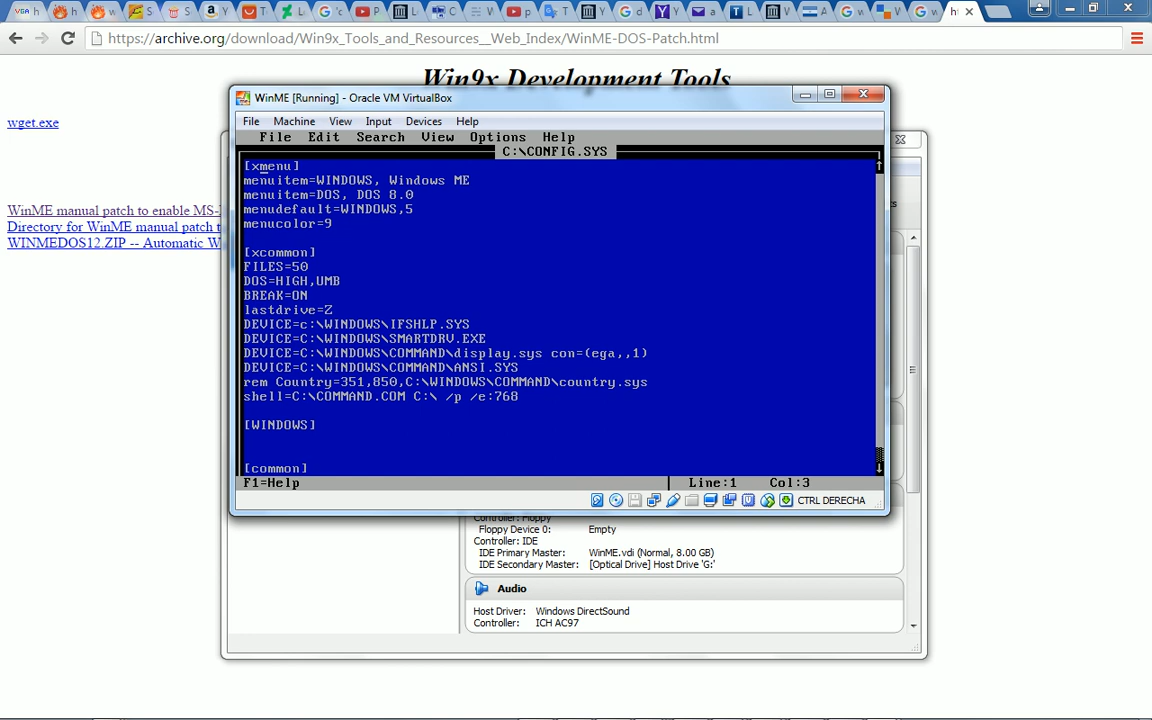 https://archive.org/download/Win9x_Tools_and_Resources__Web_Index/WinME-DOS-Patch.html
Win9x Development Tools
wget.exe
WinME manual patch to enable MS-
Directory for WinME manual patch t
WINMEDOS12.ZIP -- Automatic W
WinME [Running] - Oracle VM VirtualBox
File Machine View Input Devices Help
File Edit Search View Options Help
C:\CONFIG.SYS
[xmenu]
menuitem=WINDOWS, Windows ME
menuitem=DOS, DOS 8.0
menudefault=WINDOWS,5
menucolor=9
[xcommon]
FILES=50
DOS=HIGH,UMB
BREAK=ON
lastdrive=Z
DEVICE=c:\WINDOWS\IFSHLP.SYS
DEVICE=C:\WINDOWS\SMARTDRV.EXE
DEVICE=C:\WINDOWS\COMMAND\display.sys con=(ega,,1)
DEVICE=C:\WINDOWS\COMMAND\ANSI.SYS
rem Country=351,850,C:\WINDOWS\COMMAND\country.sys
shell=C:\COMMAND.COM C:\ /p /e:768
[WINDOWS]
[common]
F1=Help Line:1 Col:3
CTRL DERECHA
Controller: Floppy
Floppy Device 0: Empty
Controller: IDE
IDE Primary Master: WinME.vdi (Normal, 8.00 GB)
IDE Secondary Master: [Optical Drive] Host Drive 'G:'
Audio
Host Driver: Windows DirectSound
Controller: ICH AC97